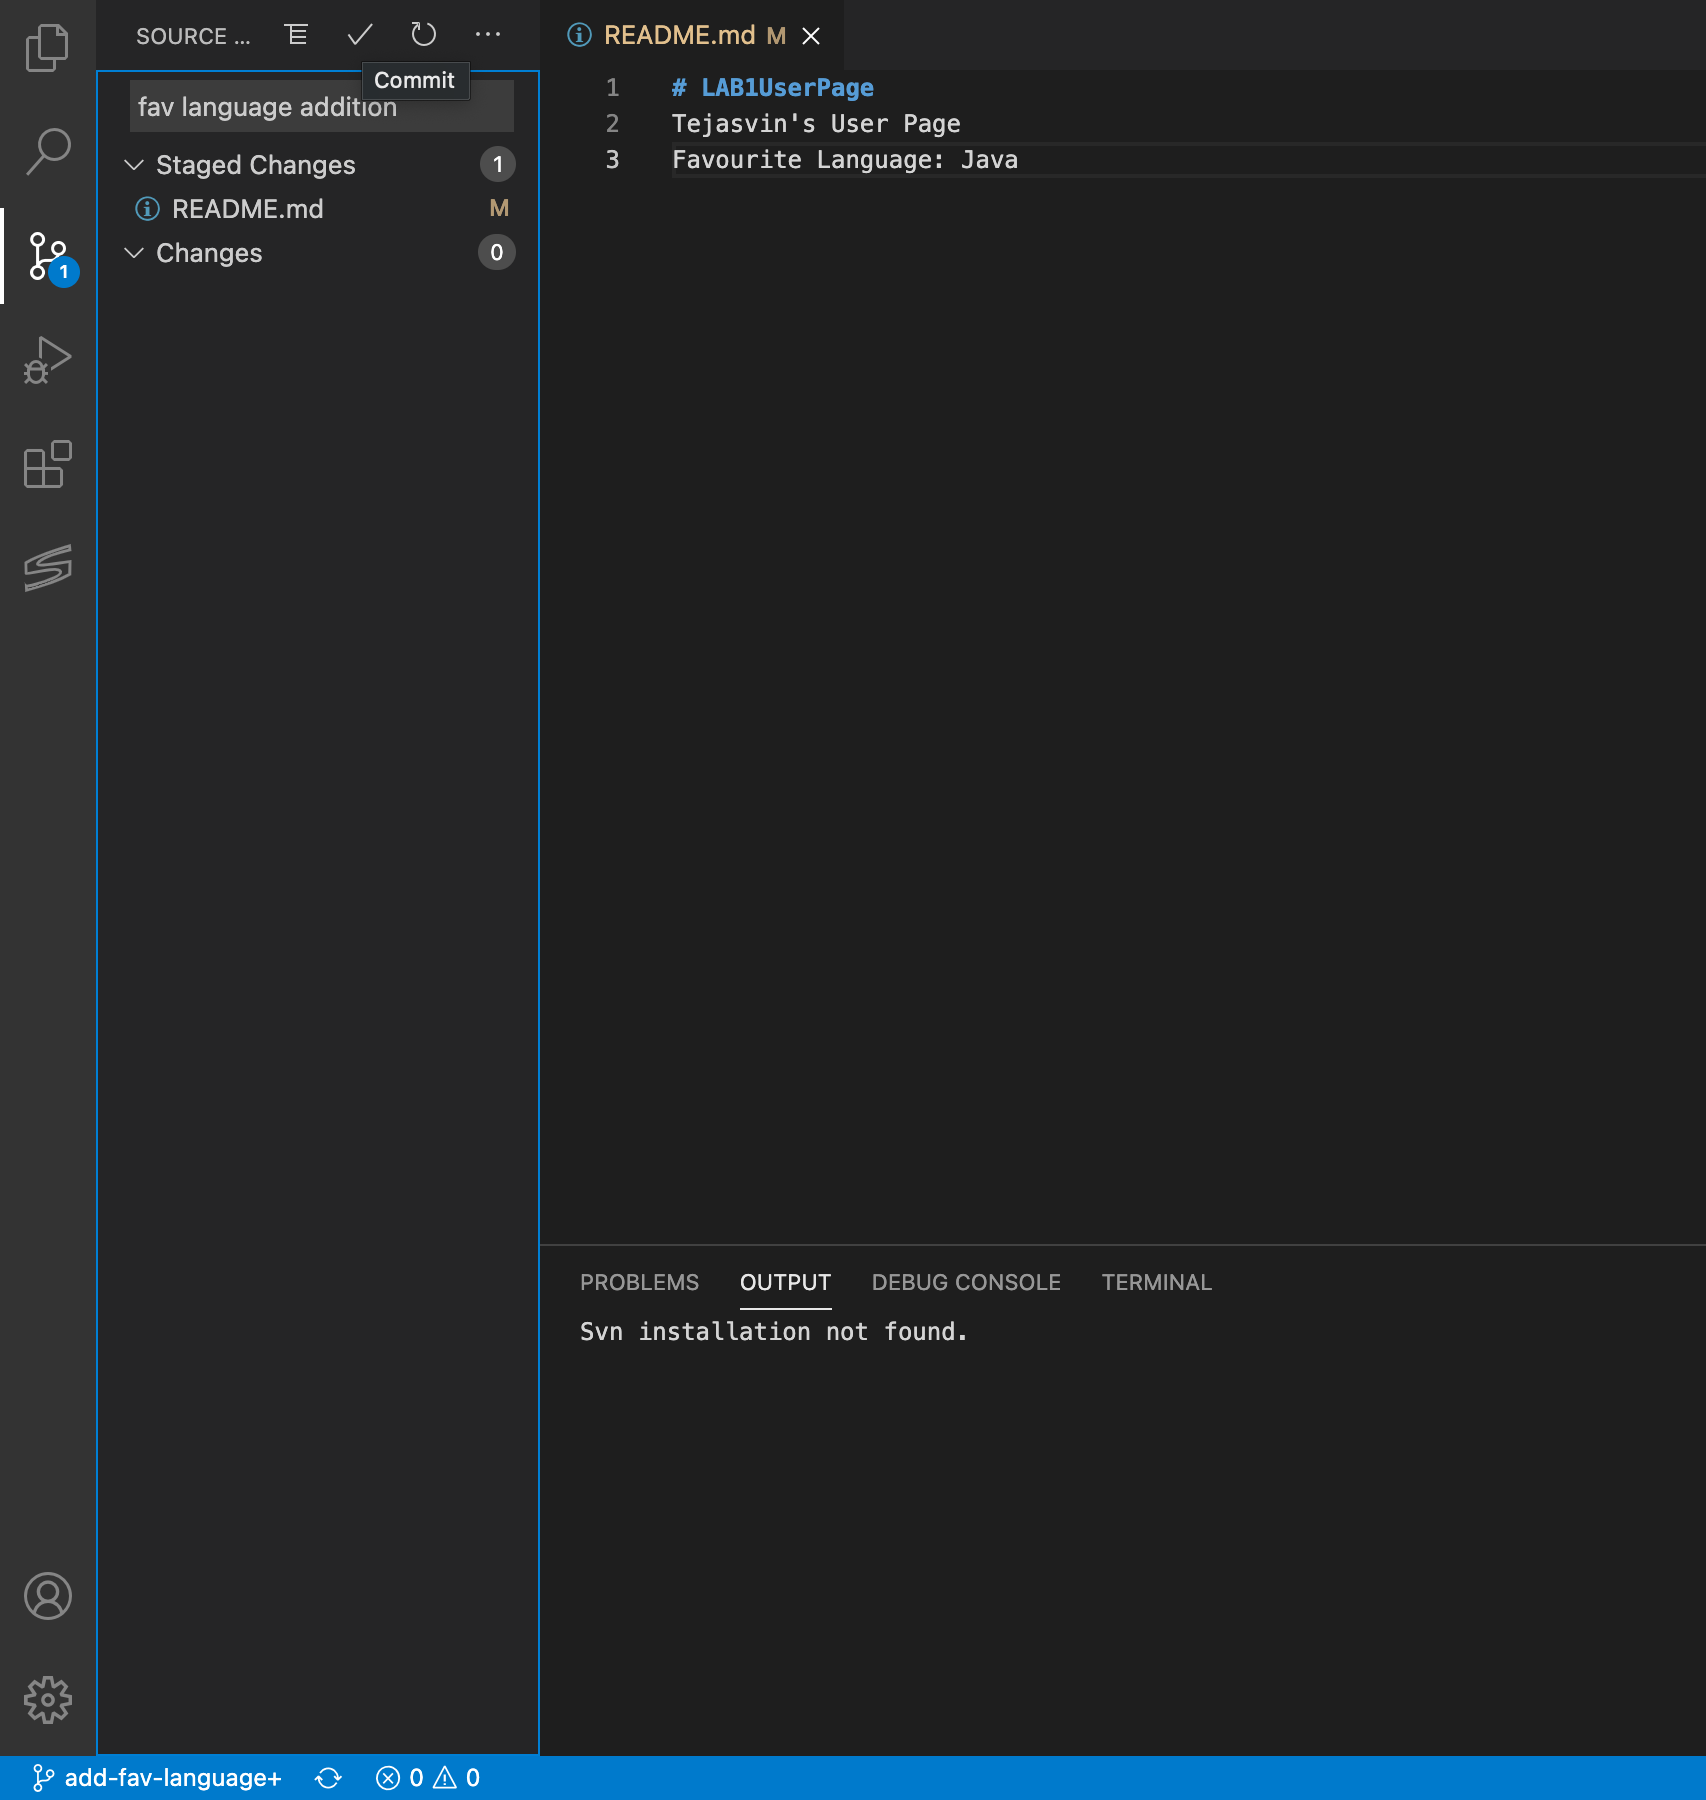 SOURCE ...
Commit
fav language addition
Staged Changes 1
README.md M
Changes 0
1
README.md M
1 # LAB1UserPage
2 Tejasvin's User Page
3 Favourite Language: Java
PROBLEMS OUTPUT DEBUG CONSOLE TERMINAL
Svn installation not found.
add-fav-language+ 0 0